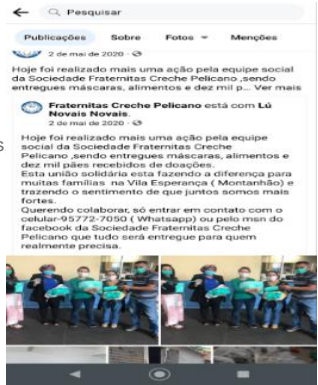 Pesquisar
Publicações Sobre Fotos Menções
2 de mai de 2020
Hoje foi realizado mais uma ação pela equipe social
da Sociedade Fraternitas Creche Pelicano ,sendo
entregues máscaras, alimentos e dez mil p... Ver mais
Fraternitas Creche Pelicano está com Lú
Novais Novais.
2 de mai de 2020
Hoje foi realizado mais uma ação pela equipe
social da Sociedade Fraternitas Creche
Pelicano ,sendo entregues máscaras, alimentos e
dez mil pães recebidos de doações.
Esta união solidária esta fazendo a diferença para
muitas famílias na Vila Esperança ( Montanhão) e
trazendo o sentimento de que juntos somos mais
fortes.
Querendo colaborar, só entrar em contato com o
celular-95772-7050 ( Whatsapp) ou pelo msn do
facebook da Sociedade Fraternitas Creche
Pelicano que tudo será entregue para quem
realmente precisa.
s